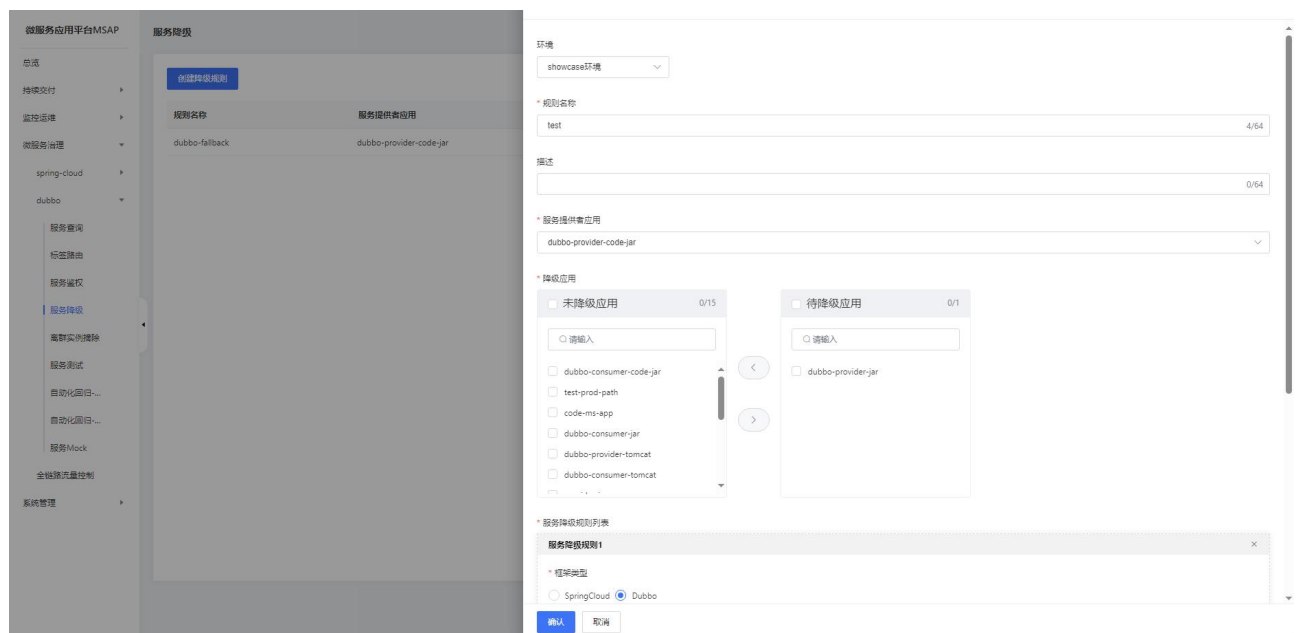 微服务应用平台MSAP
总览
持续交付
监控运维
微服务治理
spring-cloud
dubbo
服务查询
标签路由
服务鉴权
服务降级
离群实例摘除
服务测试
自动化回归-...
自动化回归-...
服务Mock
全链路流量控制
系统管理
服务降级
创建降级规则
规则名称 服务提供者应用
dubbo-fallback dubbo-provider-code-jar
环境
showcase环境
* 规则名称
test 4/64
描述
0/64
* 服务提供者应用
dubbo-provider-code-jar
* 降级应用
未降级应用 0/15
请输入
dubbo-consumer-code-jar
test-prod-path
code-ms-app
dubbo-consumer-jar
dubbo-provider-tomcat
dubbo-consumer-tomcat
待降级应用 0/1
请输入
dubbo-provider-jar
* 服务降级规则列表
服务降级规则1
* 框架类型
SpringCloud Dubbo
确认 取消